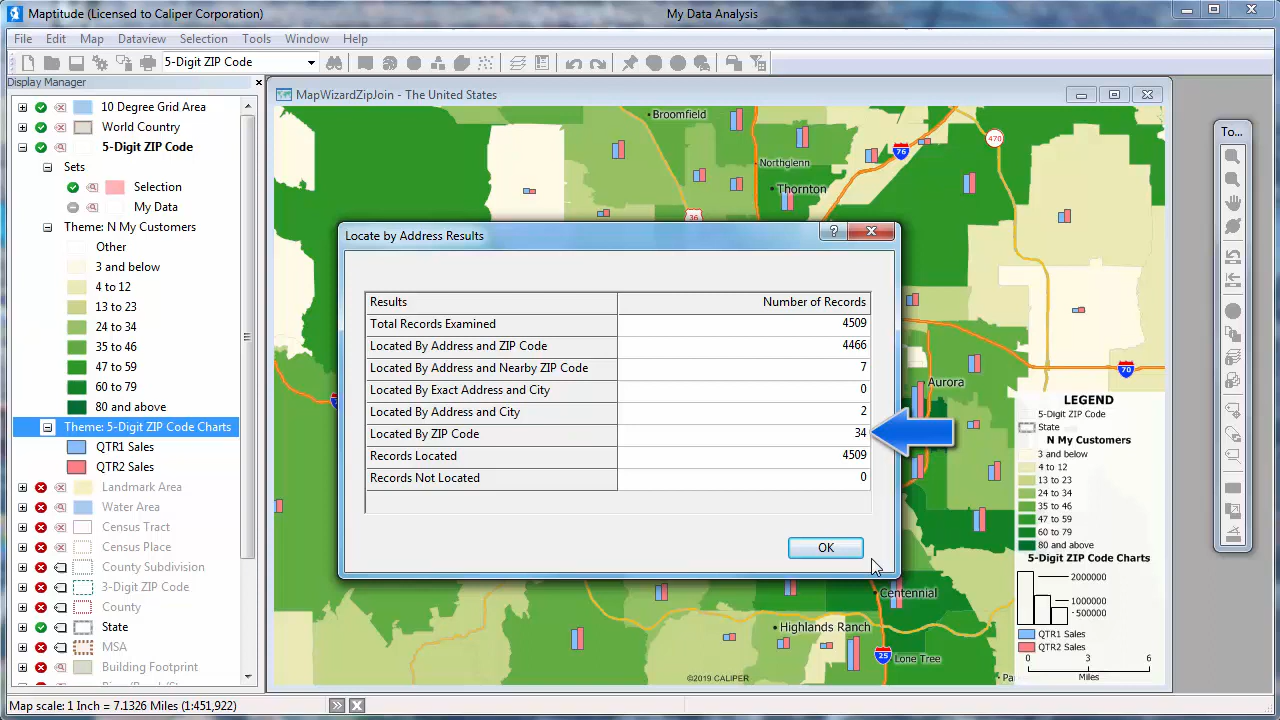 Maptitude (Licensed to Caliper Corporation)
My Data Analysis
File Edit Map Dataview Selection Tools Window Help
5-Digit ZIP Code
Display Manager
10 Degree Grid Area
World Country
5-Digit ZIP Code
Sets
Selection
My Data
Theme: N My Customers
Other
3 and below
4 to 12
13 to 23
24 to 34
35 to 46
47 to 59
60 to 79
80 and above
Theme: 5-Digit ZIP Code Charts
QTR1 Sales
QTR2 Sales
Landmark Area
Water Area
Census Tract
Census Place
County Subdivision
3-Digit ZIP Code
County
State
MSA
Building Footprint
MapWizardZipJoin - The United States
Broomfield
76
470
Northglenn
Thornton
36
Locate by Address Results
Results Number of Records
Total Records Examined 4509
Located By Address and ZIP Code 4466
Located By Address and Nearby ZIP Code 7
Located By Exact Address and City 0
Located By Address and City 2
Located By ZIP Code 34
Records Located 4509
Records Not Located 0
OK
70
Aurora
Centennial
Highlands Ranch
25
Lone Tree
©2019 CALIPER
LEGEND
5-Digit ZIP Code
State
N My Customers
3 and below
4 to 12
13 to 23
24 to 34
35 to 46
47 to 59
60 to 79
80 and above
5-Digit ZIP Code Charts
2000000
1000000
500000
QTR1 Sales
QTR2 Sales
0 3 6
Miles
To...
Map scale: 1 Inch = 7.1326 Miles (1:451,922)